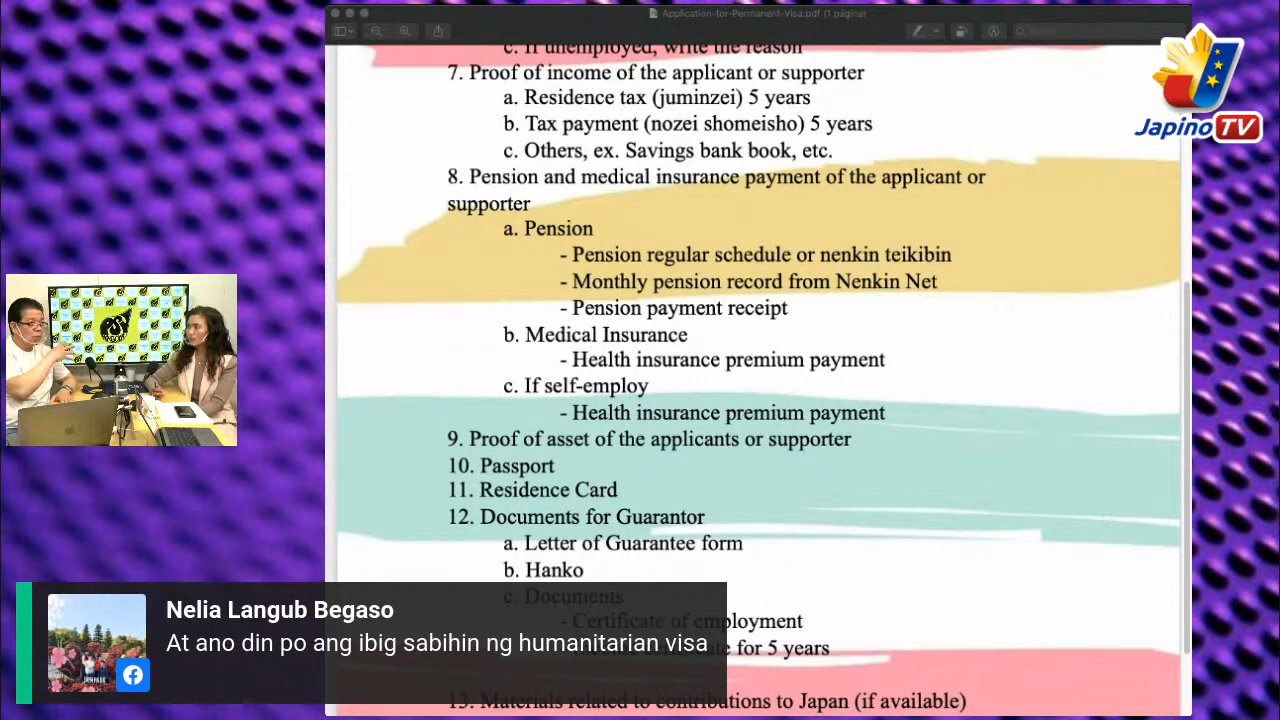 Application-for-Permanent-Visa.pdf (1 página)
c. If unemployed, write the reason
7. Proof of income of the applicant or supporter
a. Residence tax (juminzei) 5 years
b. Tax payment (nozei shomeisho) 5 years
c. Others, ex. Savings bank book, etc.
8. Pension and medical insurance payment of the applicant or
supporter
a. Pension
- Pension regular schedule or nenkin teikibin
- Monthly pension record from Nenkin Net
- Pension payment receipt
b. Medical Insurance
- Health insurance premium payment
c. If self-employ
- Health insurance premium payment
9. Proof of asset of the applicants or supporter
10. Passport
11. Residence Card
12. Documents for Guarantor
a. Letter of Guarantee form
b. Hanko
c. Documents
- Certificate of employment
for 5 years
13. Materials related to contributions to Japan (if available)
Japino TV
Nelia Langub Begaso
At ano din po ang ibig sabihin ng humanitarian visa